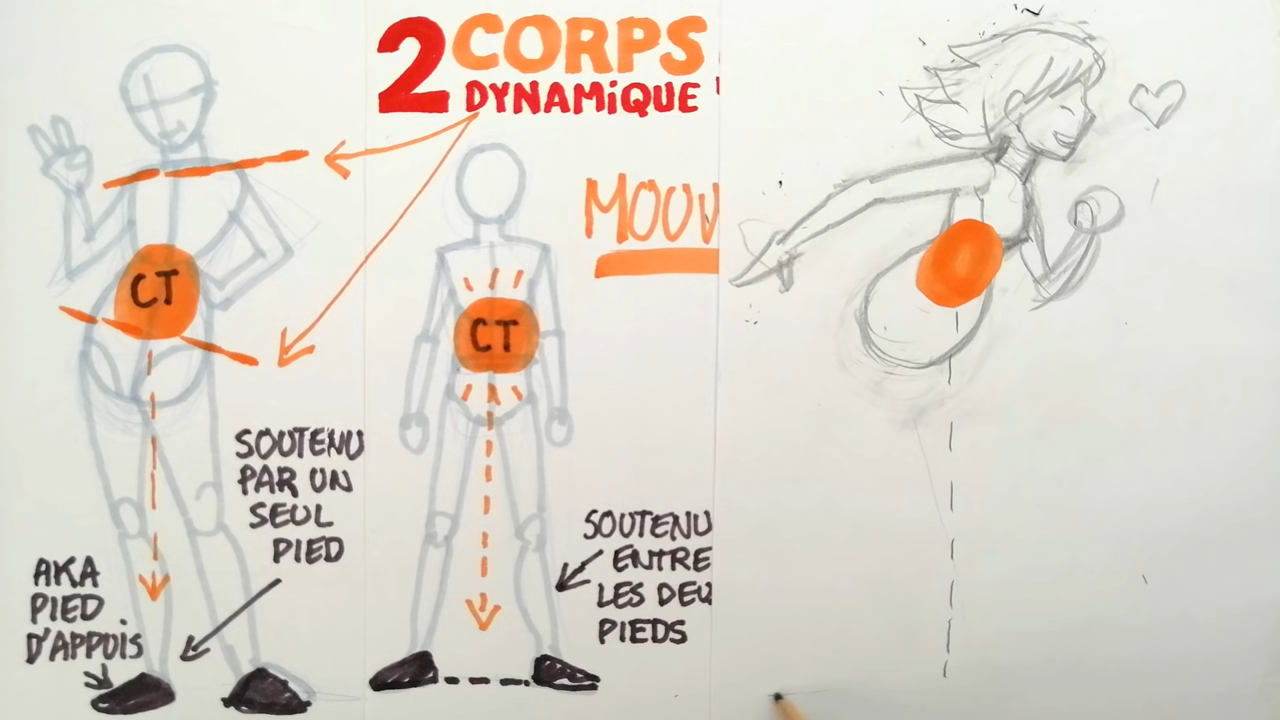 2 CORPS
DYNAMiQUE
MOUV
CT
CT
SOUTENU
PAR UN
SEUL
PIED
AKA
PIED
D'APPUiS
SOUTENU
ENTRE
LES DEU
PIEDS